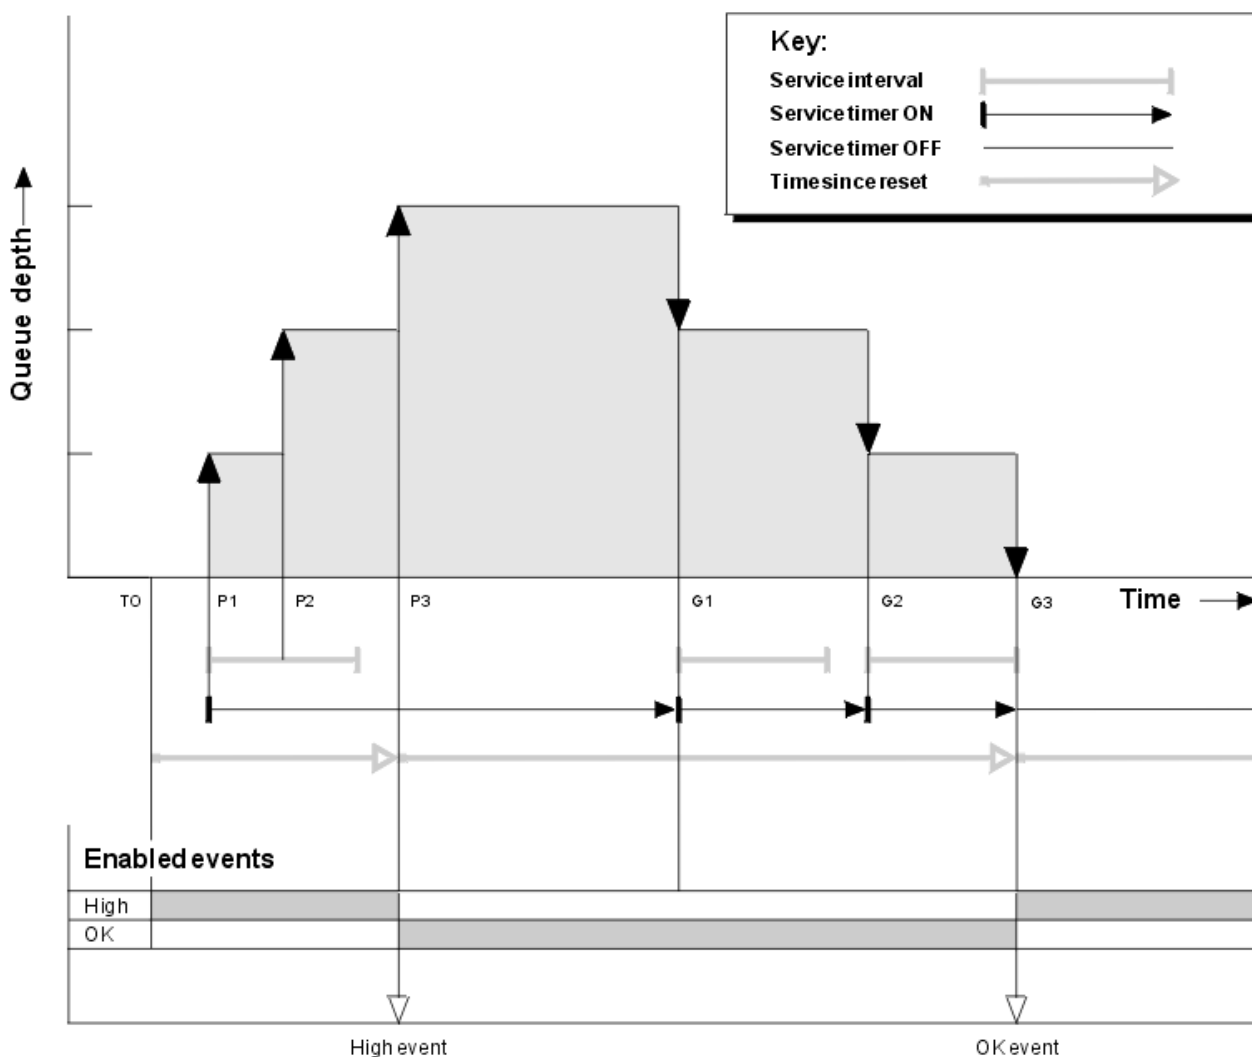 Key:
Service interval
Service timer ON
Service timer OFF
Time since reset
Queue depth
T0 P1 P2 P3 G1 G2 G3 Time
Enabled events
High
OK
High event OK event